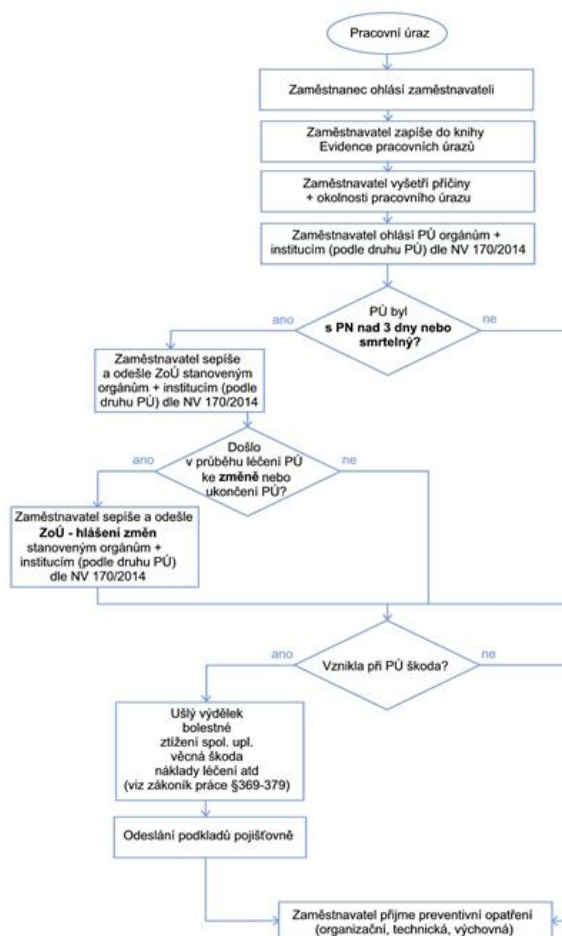 Pracovní úraz
Zaměstnanec ohlásí zaměstnavateli
Zaměstnavatel zapíše do knihy
Evidence pracovních úrazů
Zaměstnavatel vyšetří příčiny
+ okolnosti pracovního úrazu
Zaměstnavatel ohlásí PÚ orgánům +
institucím (podle druhu PÚ) dle NV 170/2014
ano
PÚ byl
s PN nad 3 dny nebo
smrtelný?
ne
Zaměstnavatel sepíše
a odešle ZoÚ stanoveným
orgánům + institucím (podle
druhu PÚ) dle NV 170/2014
ano
Došlo
v průběhu léčení PÚ
ke změně nebo
ukončení PÚ?
ne
Zaměstnavatel sepíše a odešle
ZoÚ - hlášení změn
stanoveným orgánům +
institucím (podle druhu PÚ)
dle NV 170/2014
ano
Vznikla při PÚ škoda?
ne
Ušlý výdělek
bolestné
ztížení spol. upl.
věcná škoda
náklady léčení atd
(viz zákoník práce §369-379)
Odeslání podkladů pojišťovně
Zaměstnavatel přijme preventivní opatření
(organizační, technická, výchovná)